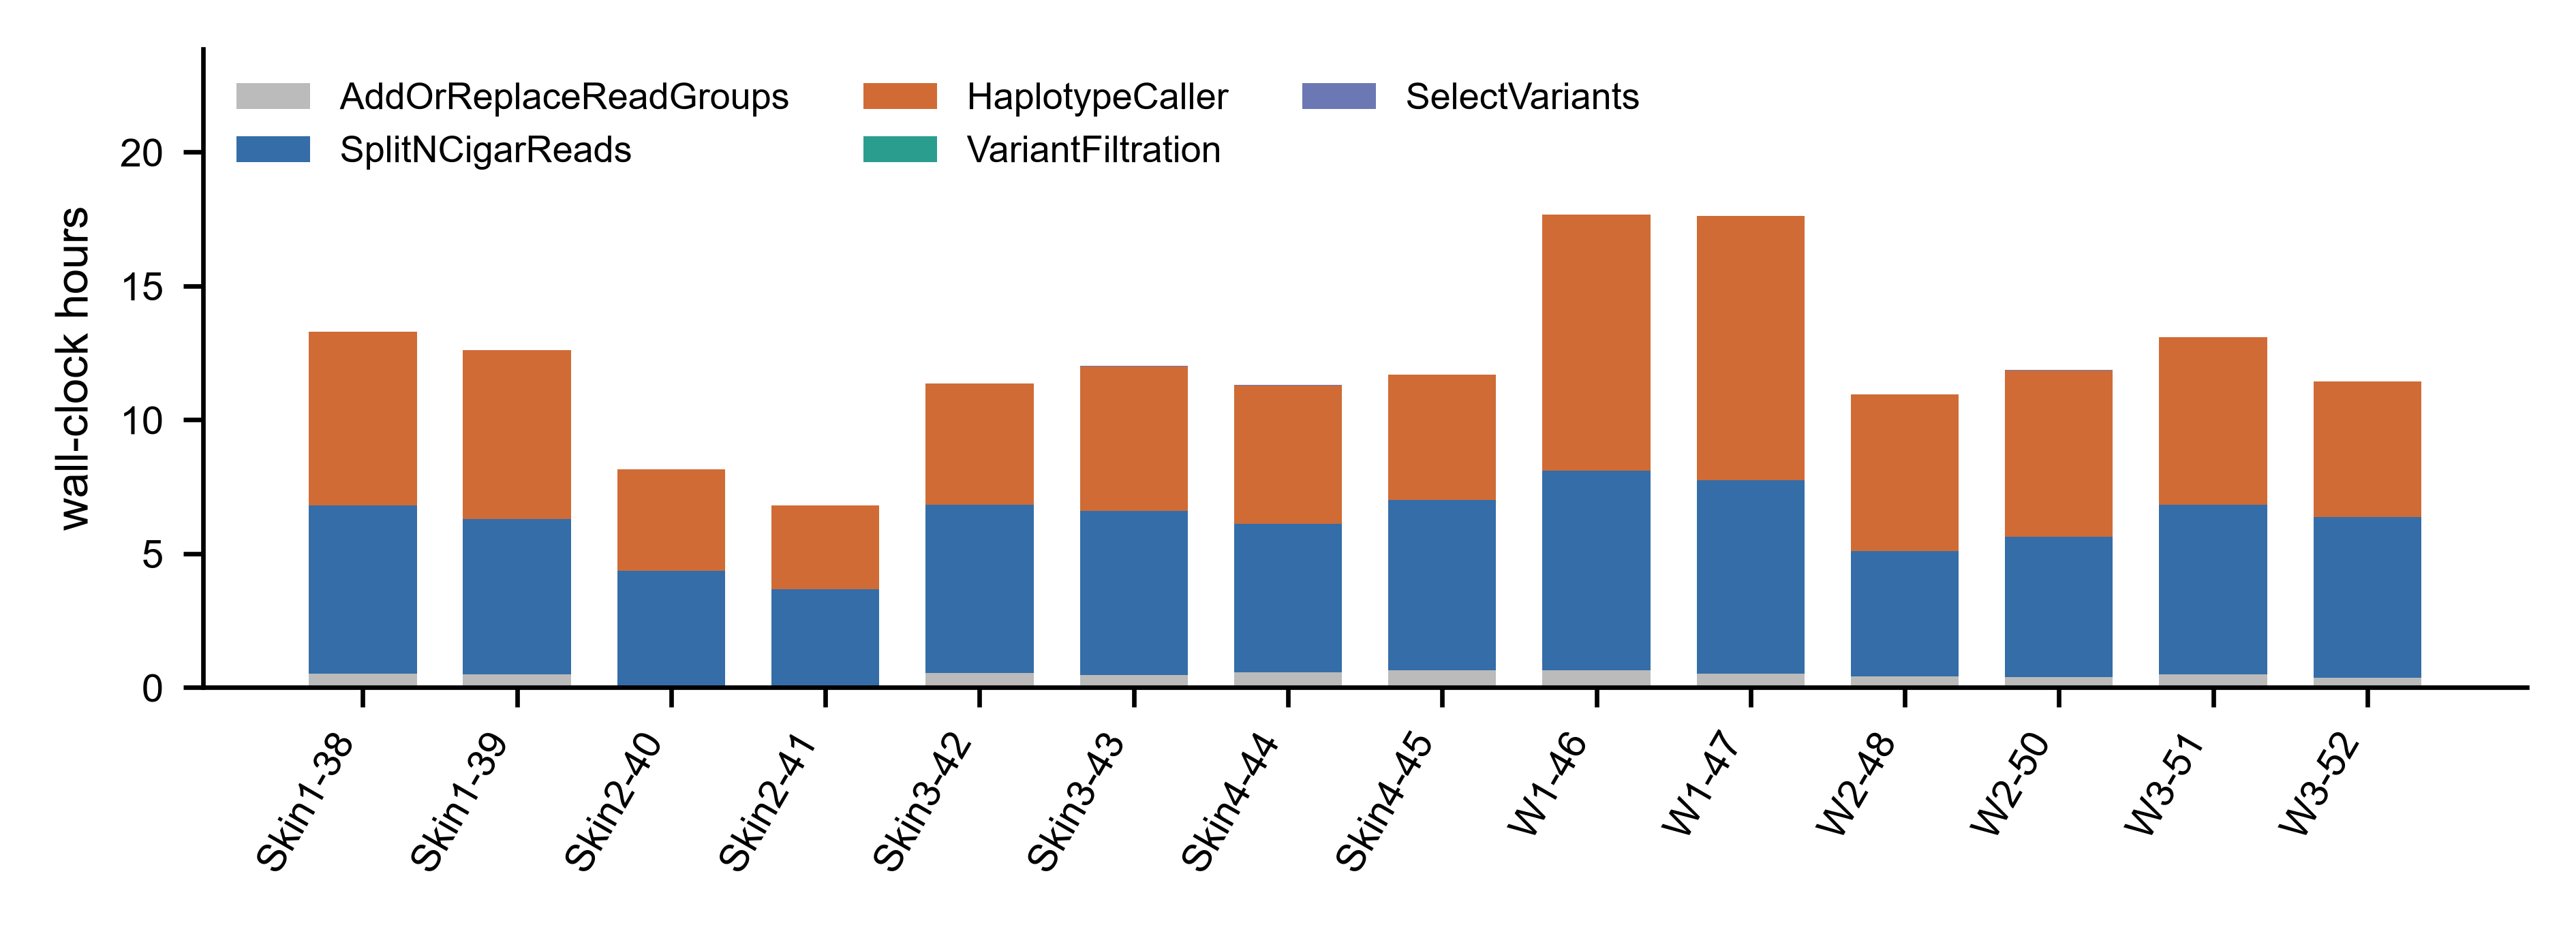 AddOrReplaceReadGroups
SplitNCigarReads
HaplotypeCaller
VariantFiltration
SelectVariants
wall-clock hours
20
15
10
5
0
Skin1-38
Skin1-39
Skin2-40
Skin2-41
Skin3-42
Skin3-43
Skin4-44
Skin4-45
W1-46
W1-47
W2-48
W2-50
W3-51
W3-52